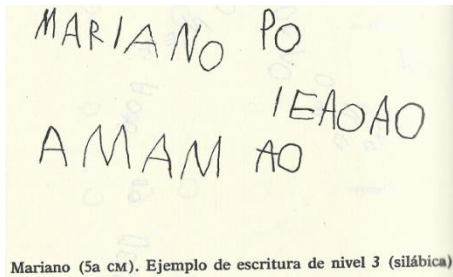 MARIANO PO
IEAOAO
AMAM AO
Mariano (5a CM). Ejemplo de escritura de nivel 3 (silábica)